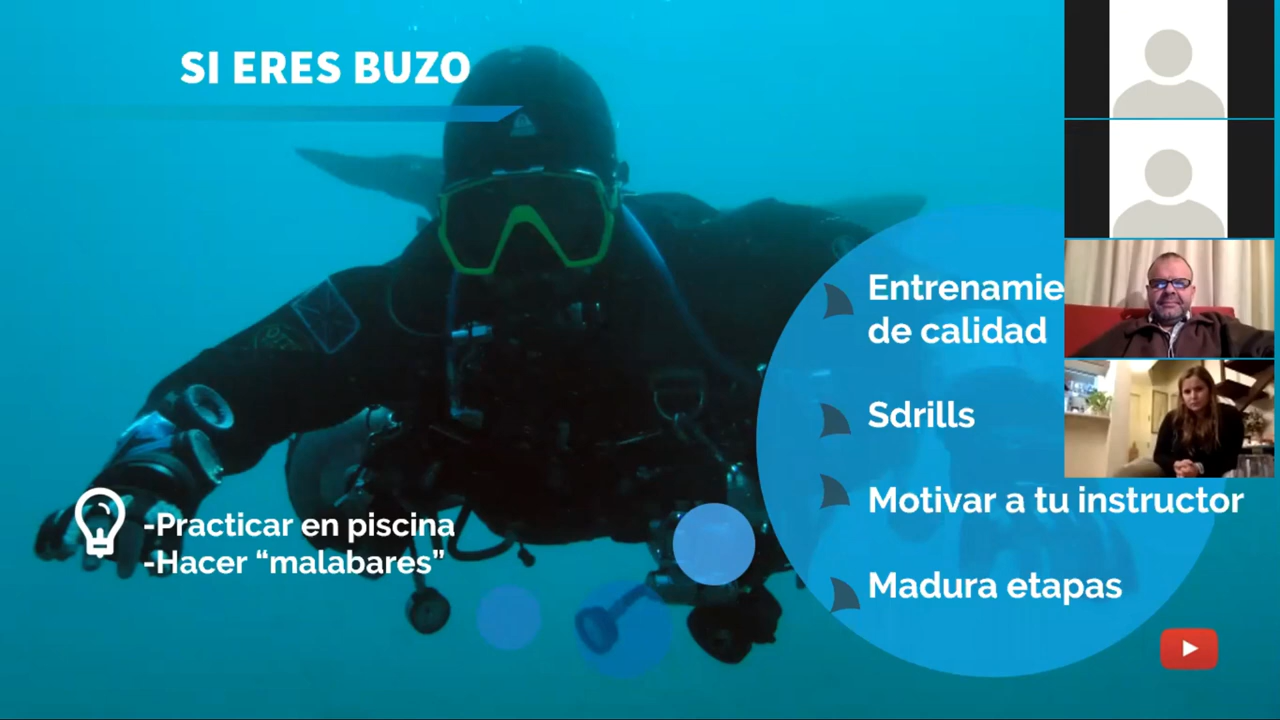 SI ERES BUZO
Entrenamie
de calidad
Sdrills
Motivar a tu instructor
Madura etapas
-Practicar en piscina
-Hacer “malabares”